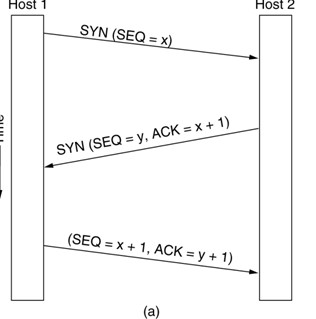 Host 1
Host 2
SYN (SEQ = x)
SYN (SEQ = y, ACK = x + 1)
(SEQ = x + 1, ACK = y + 1)
(a)